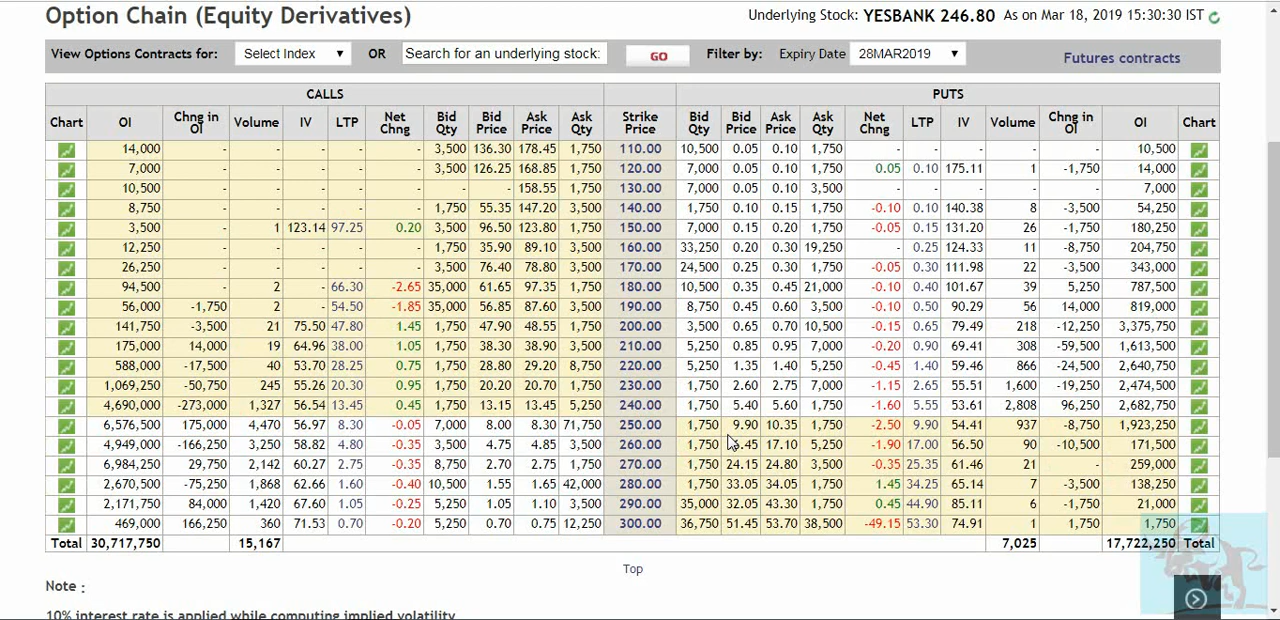 Option Chain (Equity Derivatives)
Underlying Stock: YESBANK 246.80 As on Mar 18, 2019 15:30:30 IST
View Options Contracts for: Select Index ▼ OR Search for an underlying stock: GO Filter by: Expiry Date 28MAR2019 ▼ Futures contracts
CALLS PUTS
Chart OI Chng in OI Volume IV LTP Net Chng Bid Qty Bid Price Ask Price Ask Qty Strike Price Bid Qty Bid Price Ask Price Ask Qty Net Chng LTP IV Volume Chng in OI OI Chart
14,000 - - - - - 3,500 136.30 178.45 1,750 110.00 10,500 0.05 0.10 1,750 - - - - - 10,500
7,000 - - - - - 3,500 126.25 168.85 1,750 120.00 7,000 0.05 0.10 1,750 0.05 0.10 175.11 1 -1,750 14,000
10,500 - - - - - - - 158.55 1,750 130.00 7,000 0.05 0.10 3,500 - - - - - 7,000
8,750 - - - - - 1,750 55.35 147.20 3,500 140.00 1,750 0.10 0.15 1,750 -0.10 0.10 140.38 8 -3,500 54,250
3,500 - 1 123.14 97.25 0.20 3,500 96.50 123.80 1,750 150.00 7,000 0.15 0.20 1,750 -0.05 0.15 131.20 26 -1,750 180,250
12,250 - - - - - 1,750 35.90 89.10 3,500 160.00 33,250 0.20 0.30 19,250 - 0.25 124.33 11 -8,750 204,750
26,250 - - - - - 3,500 76.40 78.80 1,750 170.00 24,500 0.25 0.30 1,750 -0.05 0.30 111.98 22 -3,500 343,000
94,500 - 2 - 66.30 -2.65 35,000 61.65 97.35 1,750 180.00 10,500 0.35 0.45 21,000 -0.10 0.40 101.67 39 5,250 787,500
56,000 -1,750 2 - 54.50 -1.85 35,000 56.85 87.60 3,500 190.00 8,750 0.45 0.60 3,500 -0.10 0.50 90.29 56 14,000 819,000
141,750 -3,500 21 75.50 47.80 1.45 1,750 47.90 48.55 1,750 200.00 3,500 0.65 0.70 10,500 -0.15 0.65 79.49 218 -12,250 3,375,750
175,000 14,000 19 64.96 38.00 1.05 1,750 38.30 38.90 3,500 210.00 5,250 0.85 0.95 7,000 -0.20 0.90 69.41 308 -59,500 1,613,500
588,000 -17,500 40 53.70 28.25 0.75 1,750 28.80 29.20 8,750 220.00 5,250 1.35 1.40 5,250 -0.45 1.40 59.46 866 -24,500 2,640,750
1,069,250 -50,750 245 55.26 20.30 0.95 1,750 20.20 20.70 1,750 230.00 1,750 2.60 2.75 7,000 -1.15 2.65 55.51 1,600 -19,250 2,474,500
4,690,000 -273,000 1,327 56.54 13.45 0.45 1,750 13.15 13.45 5,250 240.00 1,750 5.40 5.60 1,750 -1.60 5.55 53.61 2,808 96,250 2,682,750
6,576,500 175,000 4,470 56.97 8.30 -0.05 7,000 8.00 8.30 71,750 250.00 1,750 9.90 10.35 8,750 -2.50 9.90 54.41 937 -8,750 1,923,250
4,949,000 -166,250 3,250 58.82 4.80 -0.35 3,500 4.75 4.85 3,500 260.00 1,750 .45 17.10 5,250 -1.90 17.00 56.50 90 -10,500 171,500
6,984,250 29,750 2,142 60.27 2.75 -0.35 8,750 2.70 2.75 1,750 270.00 1,750 24.15 24.80 3,500 -0.35 25.35 61.46 21 - 259,000
2,670,500 -75,250 1,868 62.66 1.60 -0.40 10,500 1.55 1.65 42,000 280.00 1,750 33.05 34.05 1,750 1.45 34.25 65.14 7 -3,500 138,250
2,171,750 84,000 1,420 67.60 1.05 -0.25 5,250 1.05 1.10 3,500 290.00 35,000 32.05 43.30 1,750 0.45 44.90 85.11 6 -1,750 21,000
469,000 166,250 360 71.53 0.70 -0.20 5,250 0.70 0.75 12,250 300.00 36,750 51.45 53.70 38,500 -49.15 53.30 74.91 1 1,750 1,750
Total 30,717,750 15,167 7,025 17,722,250 Total
Top
Note :
10% interest rate is applied while computing implied volatility